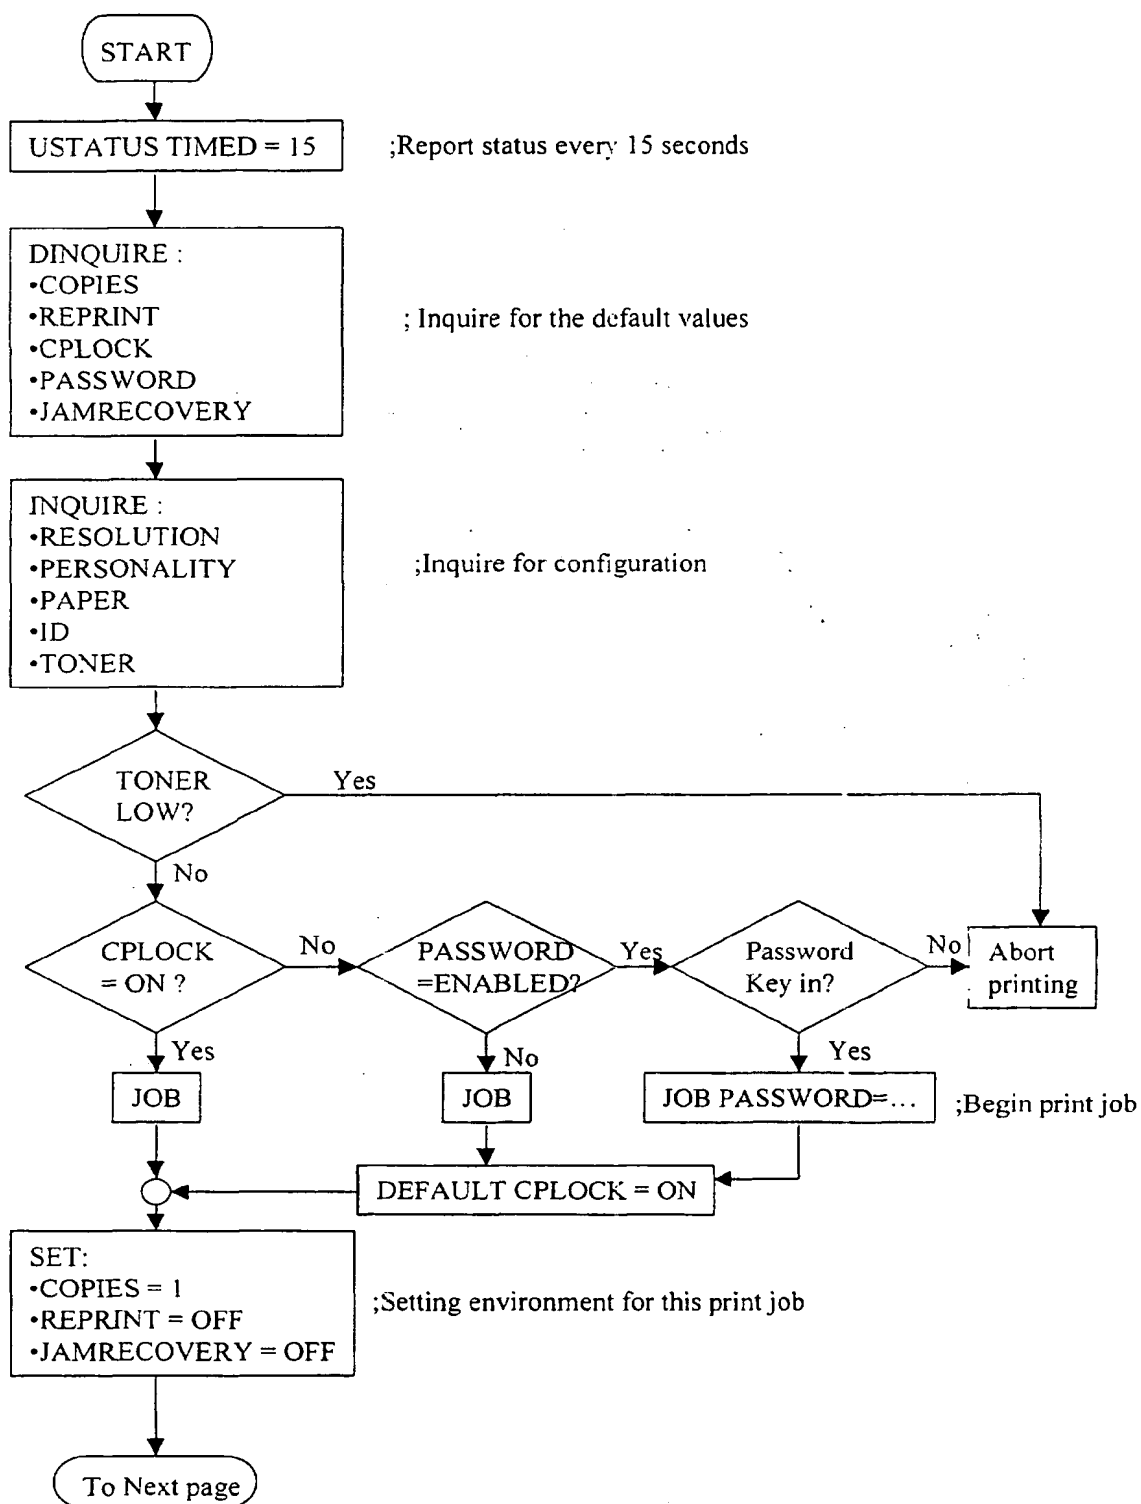 START
USTATUS TIMED = 15
;Report status every 15 seconds
DINQUIRE :
•COPIES
•REPRINT
•CPLOCK
•PASSWORD
•JAMRECOVERY
; Inquire for the default values
INQUIRE :
•RESOLUTION
•PERSONALITY
•PAPER
•ID
•TONER
;Inquire for configuration
TONER
LOW?
Yes
No
CPLOCK
= ON ?
No
PASSWORD
=ENABLED?
Yes
Password
Key in?
No
Abort
printing
Yes
No
Yes
JOB
JOB
JOB PASSWORD=...
;Begin print job
DEFAULT CPLOCK = ON
SET:
•COPIES = 1
•REPRINT = OFF
•JAMRECOVERY = OFF
;Setting environment for this print job
To Next page